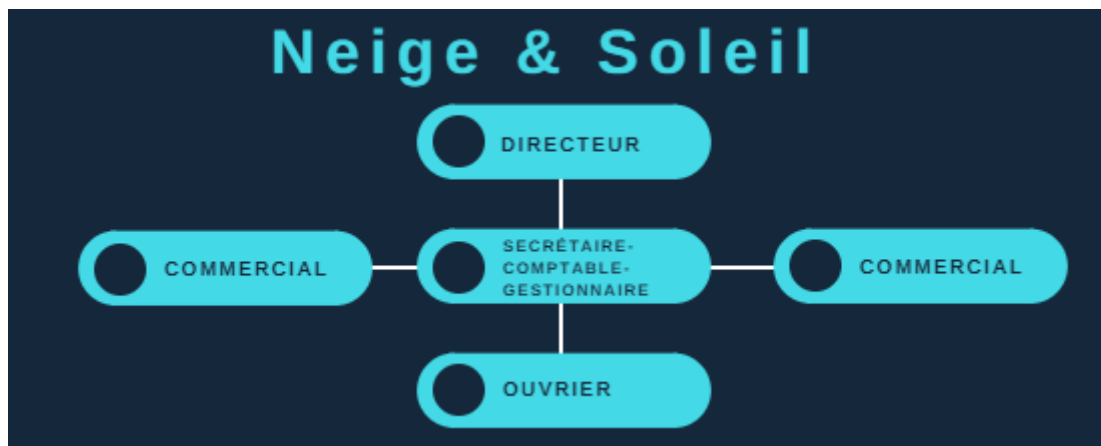 Neige & Soleil
DIRECTEUR
COMMERCIAL
SECRÉTAIRE-
COMPTABLE-
GESTIONNAIRE
COMMERCIAL
OUVRIER